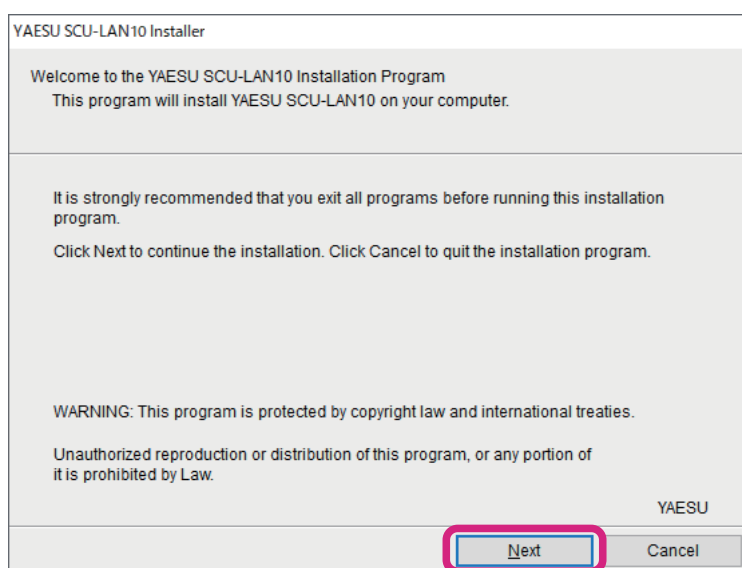 YAESU SCU-LAN10 Installer
Welcome to the YAESU SCU-LAN10 Installation Program
This program will install YAESU SCU-LAN10 on your computer.
It is strongly recommended that you exit all programs before running this installation
program.
Click Next to continue the installation. Click Cancel to quit the installation program.
WARNING: This program is protected by copyright law and international treaties.
Unauthorized reproduction or distribution of this program, or any portion of
it is prohibited by Law.
YAESU
Next
Cancel